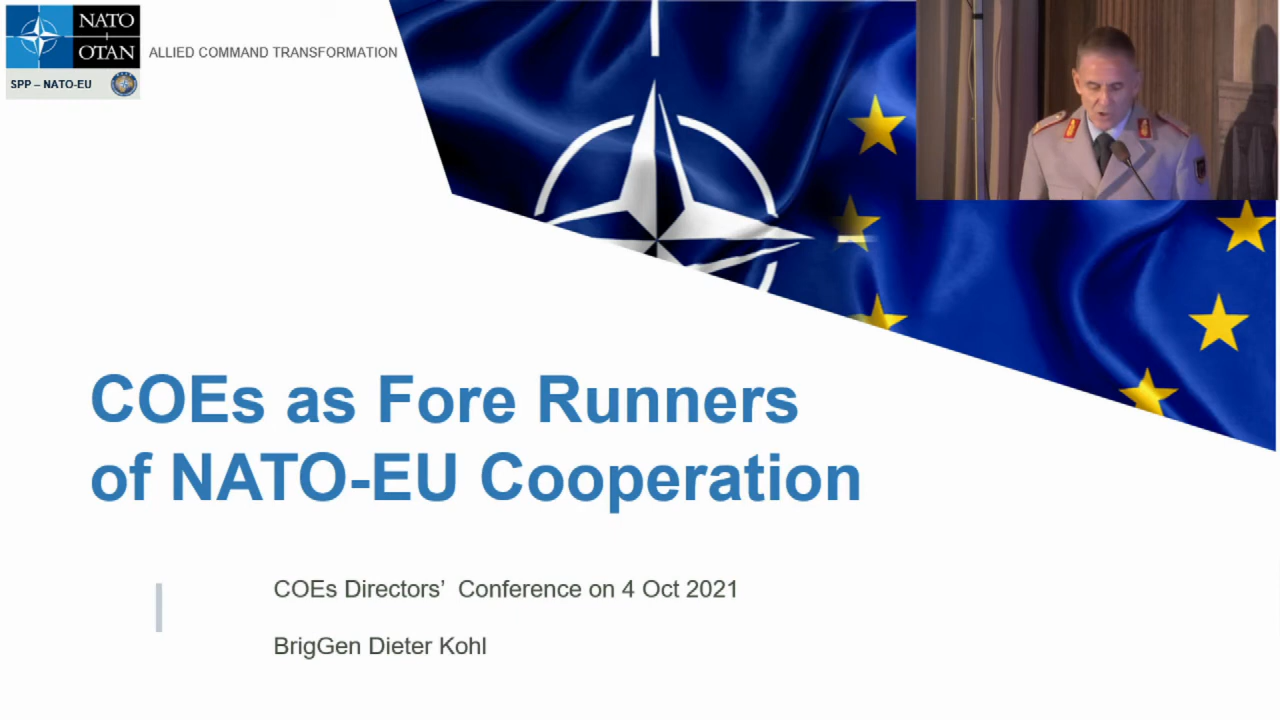 NATO
OTAN
ALLIED COMMAND TRANSFORMATION
SPP – NATO-EU
COEs as Fore Runners
of NATO-EU Cooperation
COEs Directors’  Conference on 4 Oct 2021
BrigGen Dieter Kohl